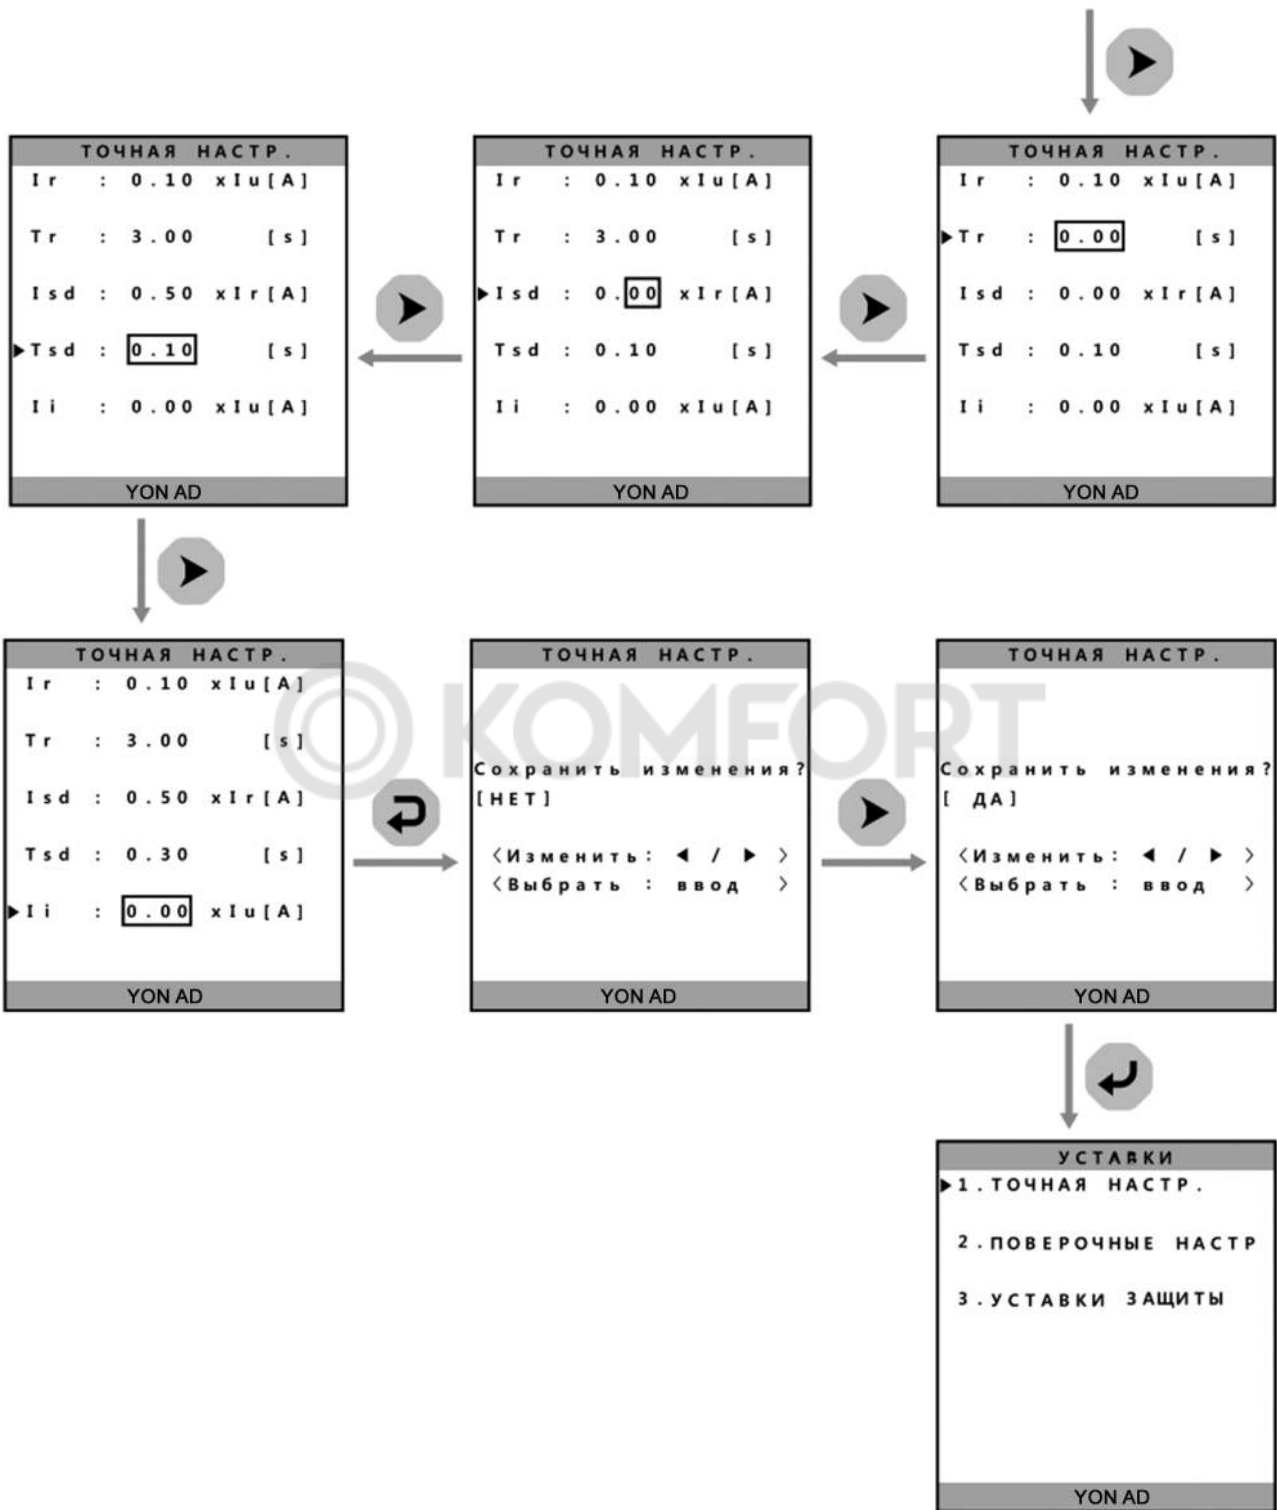 ТОЧНАЯ НАСТР.
Ir : 0.10 xIu[A]
Tr : 3.00 [s]
Isd : 0.50 xIr[A]
▶Tsd : 0.10 [s]
Ii : 0.00 xIu[A]
YON AD
ТОЧНАЯ НАСТР.
Ir : 0.10 xIu[A]
Tr : 3.00 [s]
▶Isd : 0.00 xIr[A]
Tsd : 0.10 [s]
Ii : 0.00 xIu[A]
YON AD
ТОЧНАЯ НАСТР.
Ir : 0.10 xIu[A]
▶Tr : 0.00 [s]
Isd : 0.00 xIr[A]
Tsd : 0.10 [s]
Ii : 0.00 xIu[A]
YON AD
ТОЧНАЯ НАСТР.
Ir : 0.10 xIu[A]
Tr : 3.00 [s]
Isd : 0.50 xIr[A]
Tsd : 0.30 [s]
▶Ii : 0.00 xIu[A]
YON AD
ТОЧНАЯ НАСТР.
Сохранить изменения?
[НЕТ]
<Изменить: ◀ / ▶ >
<Выбрать : ввод >
YON AD
ТОЧНАЯ НАСТР.
Сохранить изменения?
[ ДА]
<Изменить: ◀ / ▶ >
<Выбрать : ввод >
YON AD
KOMFORT
УСТАВКИ
▶1.ТОЧНАЯ НАСТР.
2.ПОВЕРОЧНЫЕ НАСТР
3.УСТАВКИ ЗАЩИТЫ
YON AD